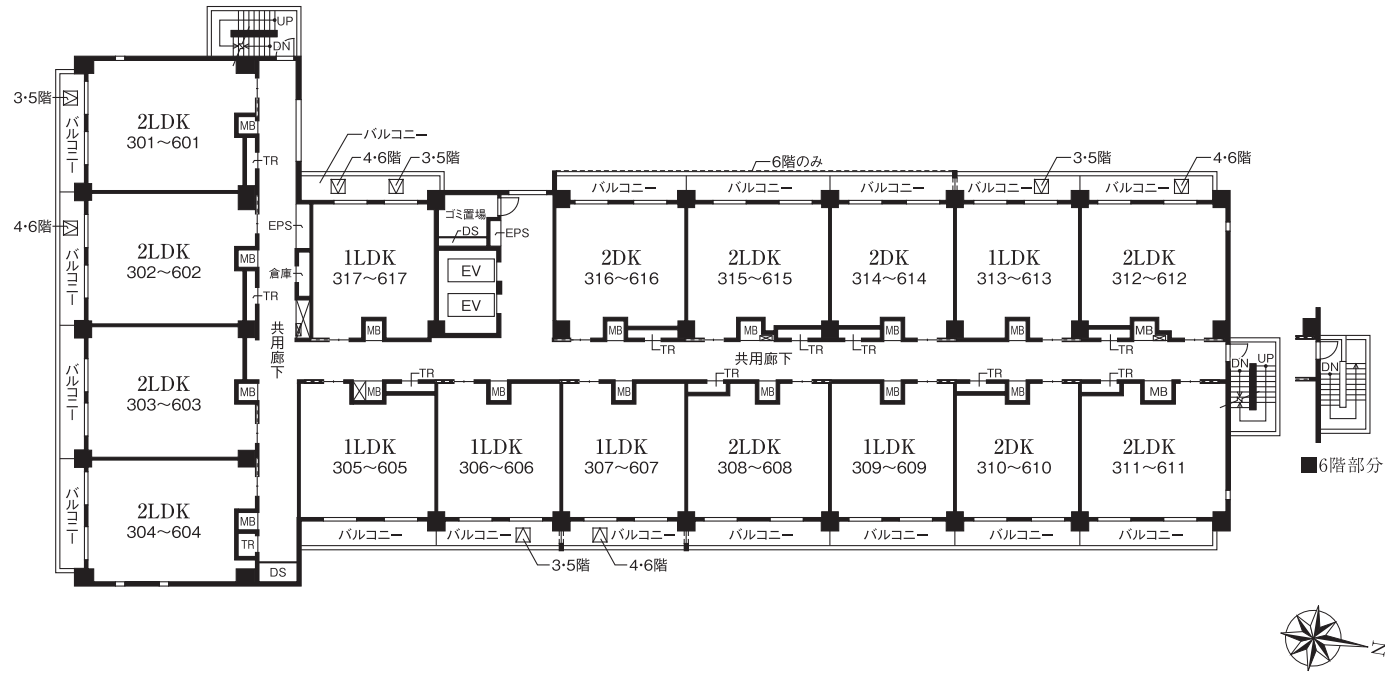 UP
DN
3・5階
2LDK
301〜601
バルコニー
MB
TR
バルコニー
4・6階
3・5階
6階のみ
3・5階
4・6階
バルコニー
バルコニー
バルコニー
バルコニー
バルコニー
4・6階
2LDK
302〜602
バルコニー
MB
TR
EPS
倉庫
1LDK
317〜617
MB
ゴミ置場
DS
EPS
EV
EV
2DK
316〜616
MB
TR
2LDK
315〜615
MB
TR
2DK
314〜614
MB
TR
1LDK
313〜613
MB
2LDK
312〜612
MB
TR
共用廊下
共用廊下
2LDK
303〜603
バルコニー
MB
DN
UP
DN
6階部分
1LDK
305〜605
MB
TR
1LDK
306〜606
MB
1LDK
307〜607
MB
2LDK
308〜608
TR
MB
1LDK
309〜609
MB
2DK
310〜610
TR
MB
2LDK
311〜611
TR
MB
2LDK
304〜604
バルコニー
MB
TR
DS
バルコニー
バルコニー
バルコニー
バルコニー
バルコニー
バルコニー
バルコニー
3・5階
4・6階
N